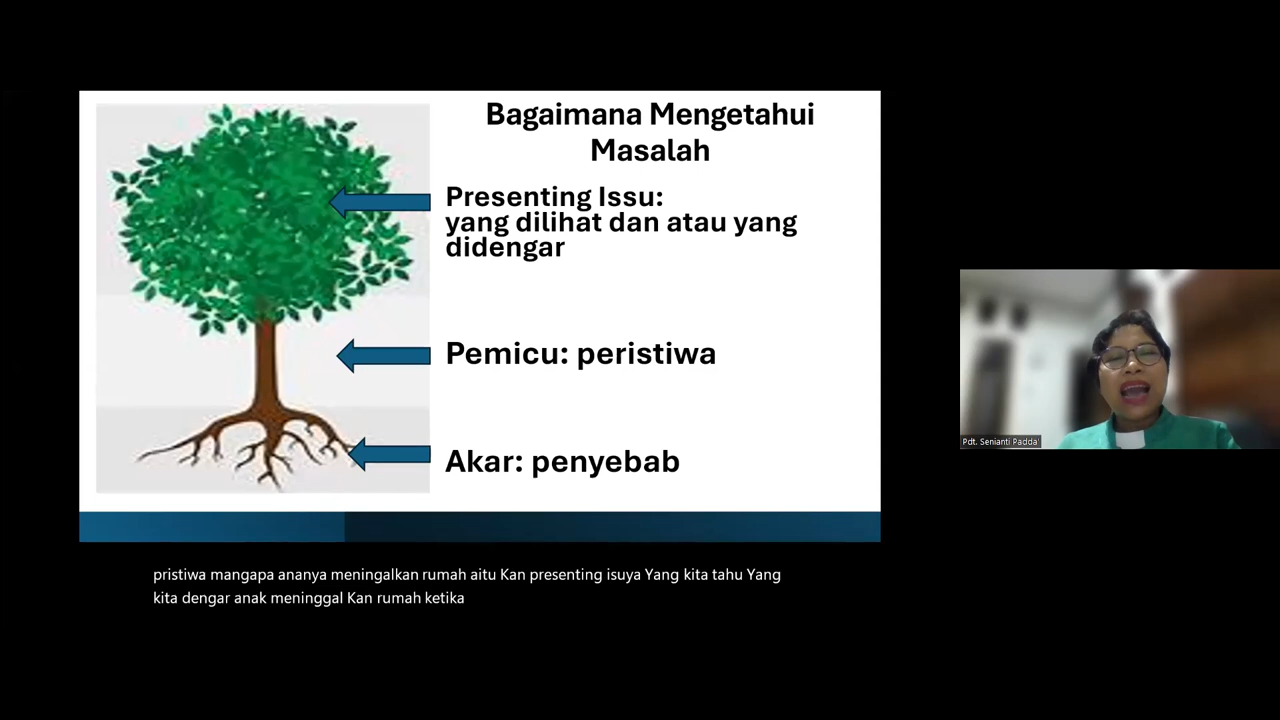 Bagaimana Mengetahui
Masalah
Presenting Issu:
yang dilihat dan atau yang
didengar
Pemicu: peristiwa
Akar: penyebab
Pdt. Senianti Padda'
pristiwa mangapa ananya meningalkan rumah aitu Kan presenting isuya Yang kita tahu Yang
kita dengar anak meninggal Kan rumah ketika